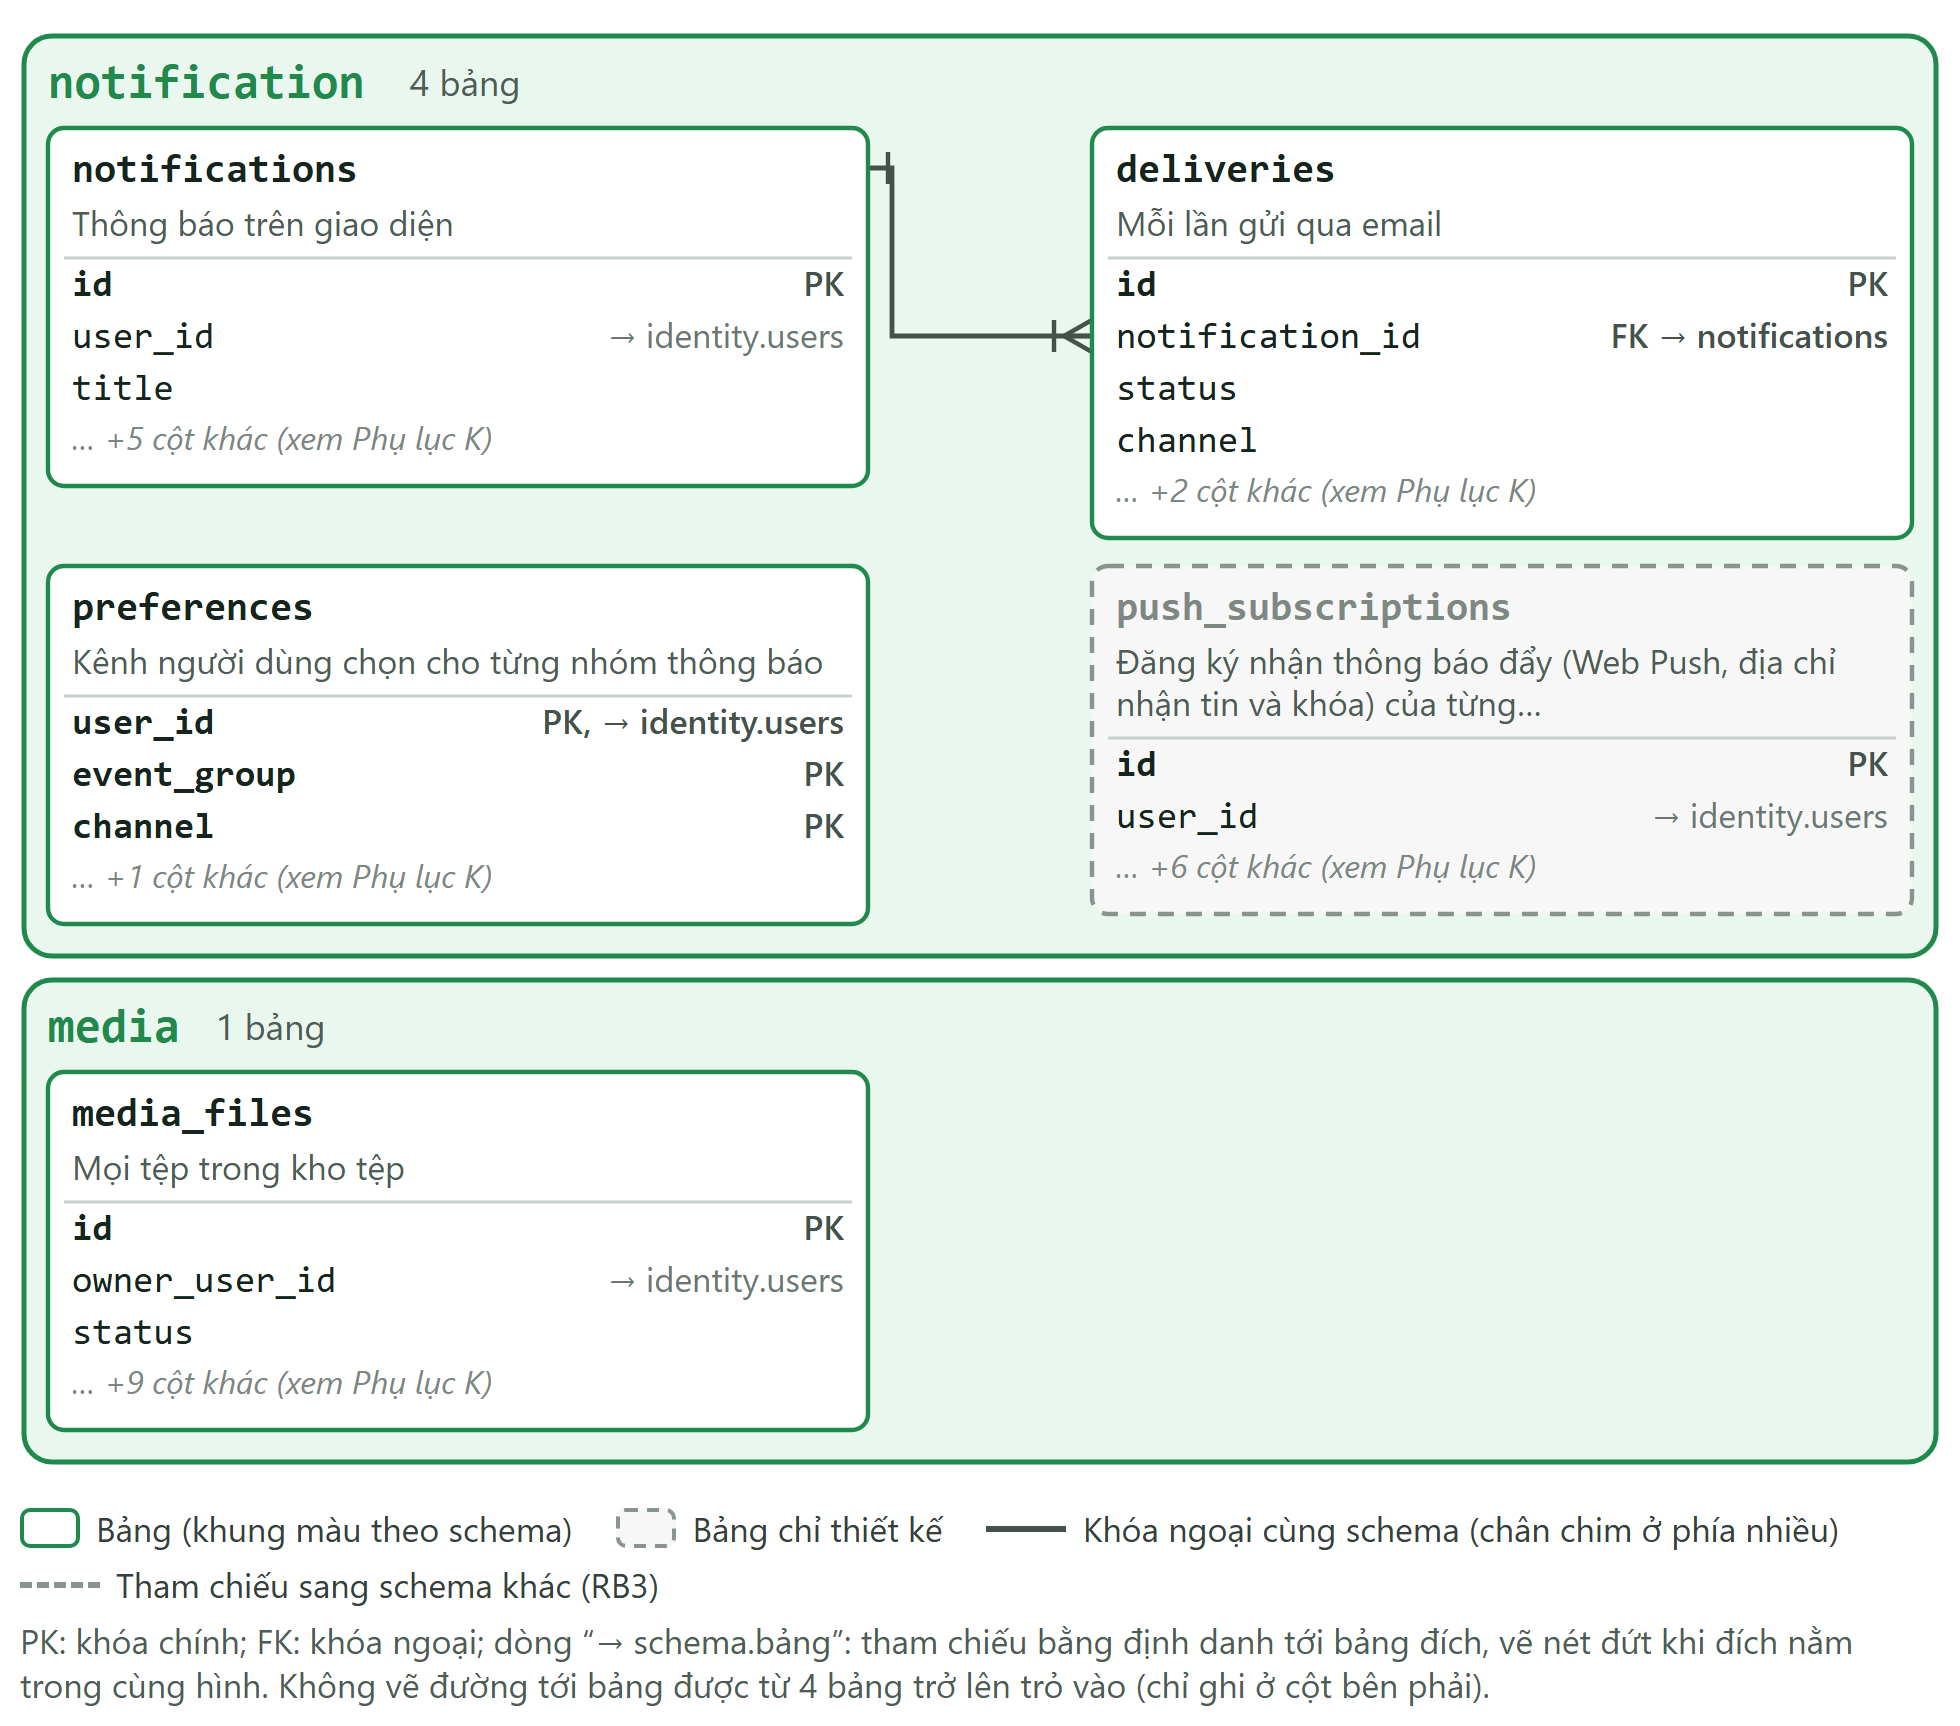 notification 4 bảng
notifications
Thông báo trên giao diện
id PK
user_id → identity.users
title
... +5 cột khác (xem Phụ lục K)
deliveries
Mỗi lần gửi qua email
id PK
notification_id FK → notifications
status
channel
... +2 cột khác (xem Phụ lục K)
preferences
Kênh người dùng chọn cho từng nhóm thông báo
user_id PK, → identity.users
event_group PK
channel PK
... +1 cột khác (xem Phụ lục K)
push_subscriptions
Đăng ký nhận thông báo đẩy (Web Push, địa chỉ
nhận tin và khóa) của từng...
id PK
user_id → identity.users
... +6 cột khác (xem Phụ lục K)
media 1 bảng
media_files
Mọi tệp trong kho tệp
id PK
owner_user_id → identity.users
status
... +9 cột khác (xem Phụ lục K)
Bảng (khung màu theo schema) Bảng chỉ thiết kế Khóa ngoại cùng schema (chân chim ở phía nhiều)
Tham chiếu sang schema khác (RB3)
PK: khóa chính; FK: khóa ngoại; dòng “→ schema.bảng”: tham chiếu bằng định danh tới bảng đích, vẽ nét đứt khi đích nằm
trong cùng hình. Không vẽ đường tới bảng được từ 4 bảng trở lên trỏ vào (chỉ ghi ở cột bên phải).